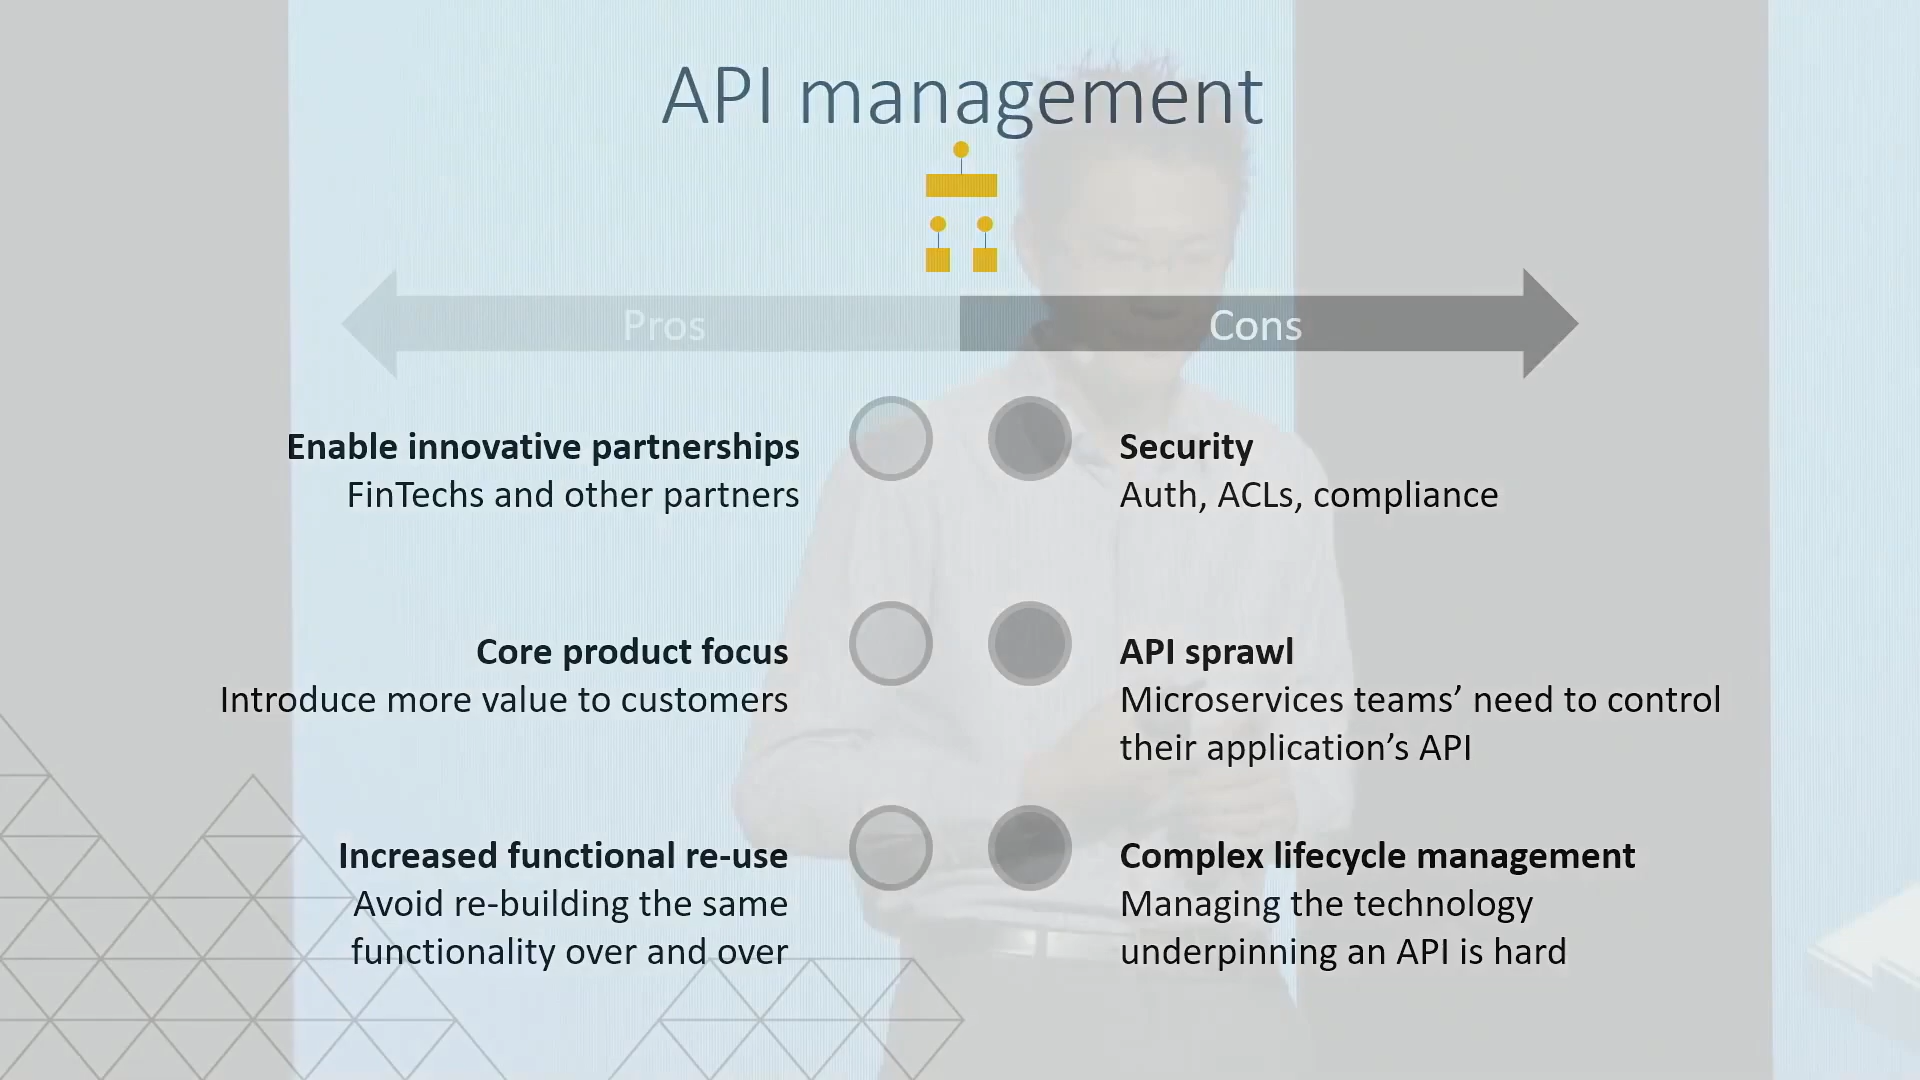 API management
Pros
Cons
Enable innovative partnerships
FinTechs and other partners
Security
Auth, ACLs, compliance
Core product focus
Introduce more value to customers
API sprawl
Microservices teams’ need to control
their application’s API
Increased functional re-use
Avoid re-building the same
functionality over and over
Complex lifecycle management
Managing the technology
underpinning an API is hard